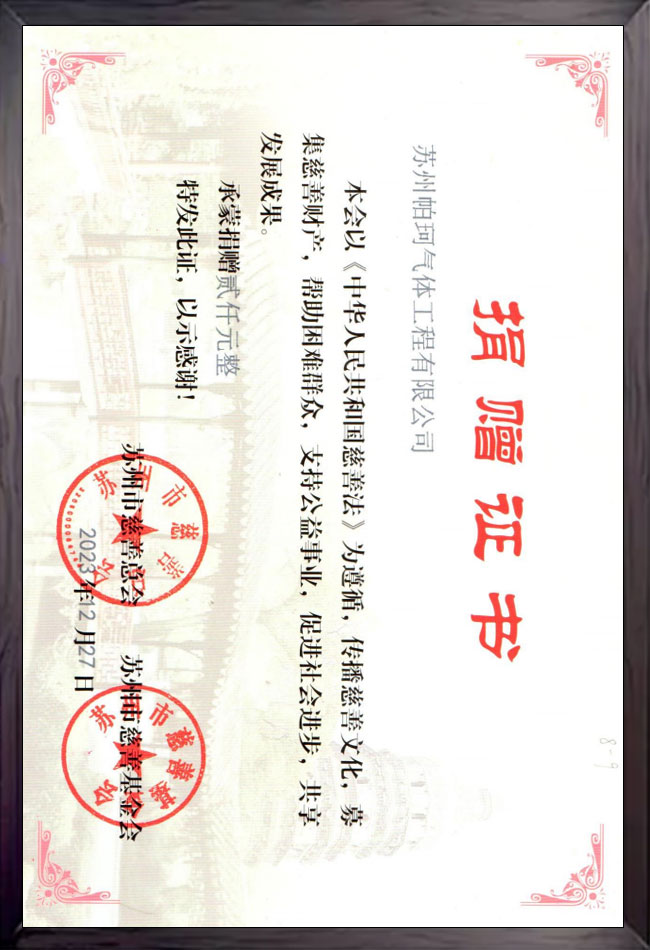 捐赠证书
苏州帕珂气体工程有限公司
本会以《中华人民共和国慈善法》为遵循，传播慈善文化，募
集慈善财产，帮助困难群众，支持公益事业，促进社会进步，共享
发展成果。
承蒙捐赠贰仟元整
特发此证，以示感谢！
苏州市慈善总会 苏州市慈善基金会
2023年12月27日
8-9